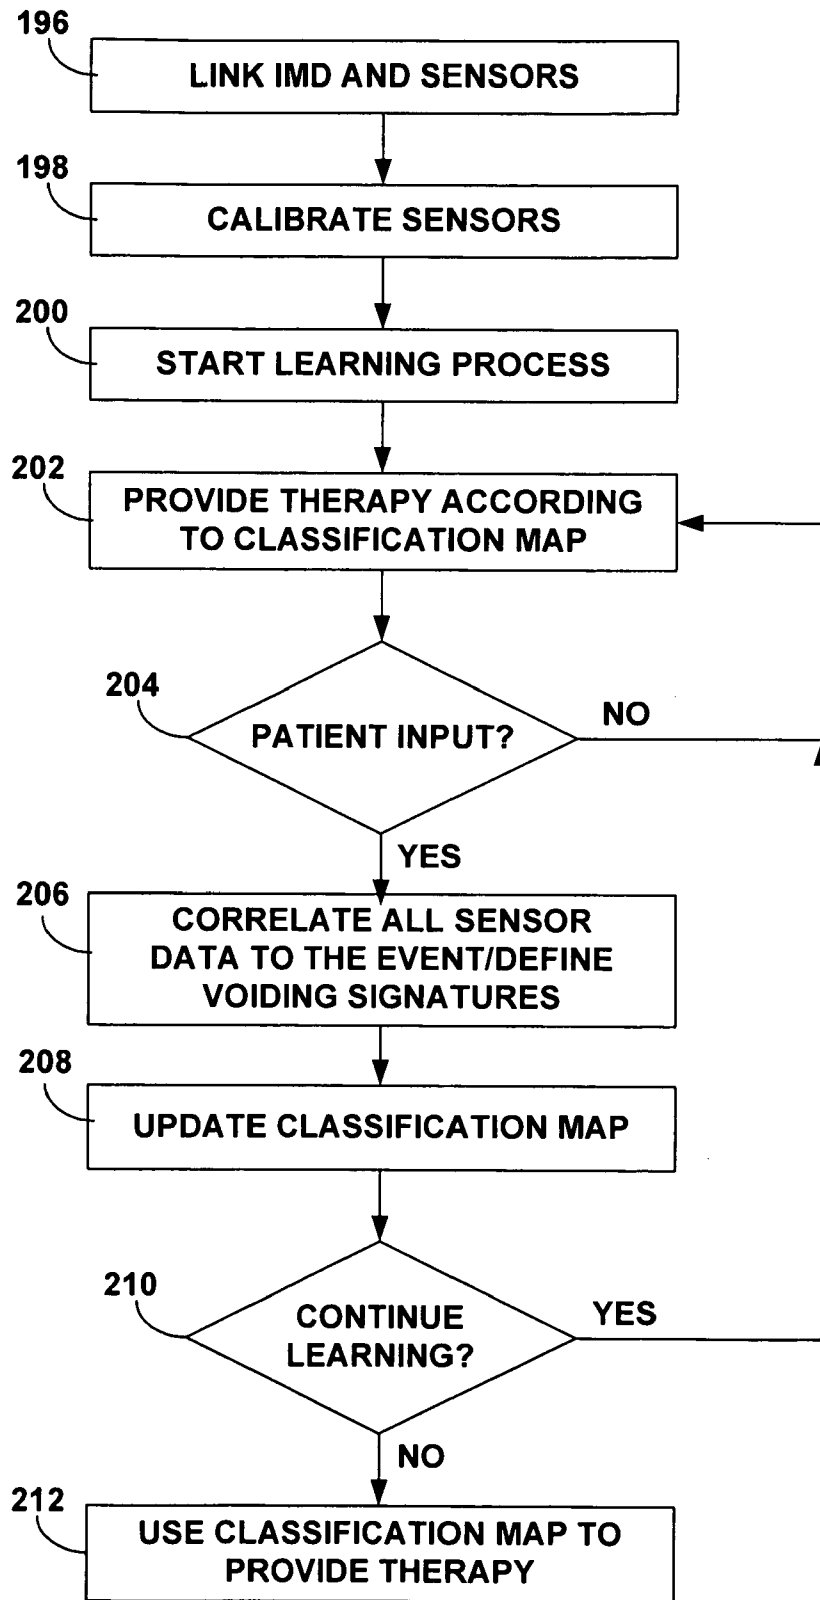 196
LINK IMD AND SENSORS
198
CALIBRATE SENSORS
200
START LEARNING PROCESS
202
PROVIDE THERAPY ACCORDING
TO CLASSIFICATION MAP
204
PATIENT INPUT?
NO
YES
206
CORRELATE ALL SENSOR
DATA TO THE EVENT/DEFINE
VOIDING SIGNATURES
208
UPDATE CLASSIFICATION MAP
210
CONTINUE
LEARNING?
YES
NO
212
USE CLASSIFICATION MAP TO
PROVIDE THERAPY